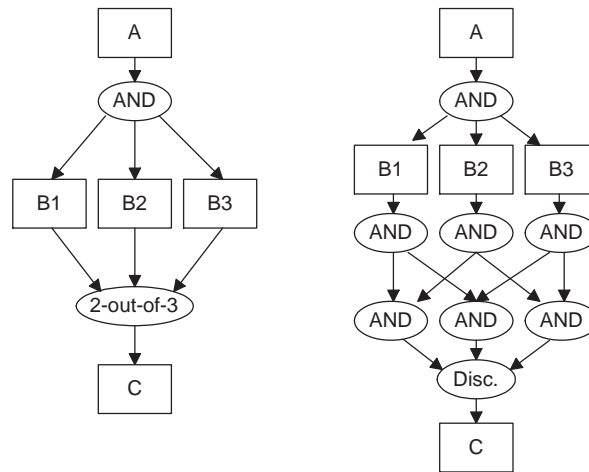 A
AND
B1 B2 B3
2-out-of-3
C
A
AND
B1 B2 B3
AND AND AND
AND AND AND
Disc.
C